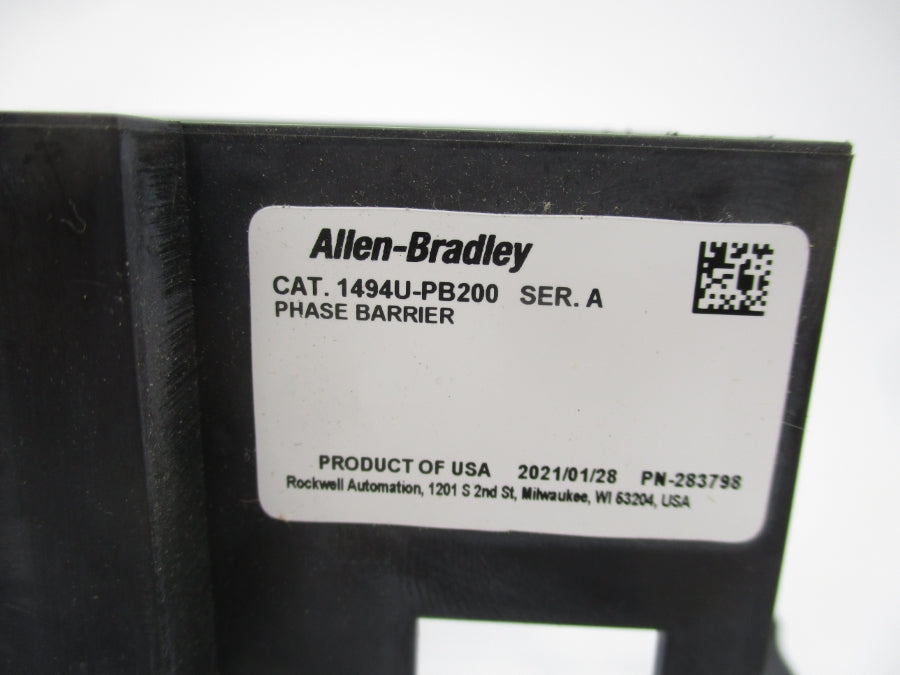 Allen-Bradley
CAT. 1494U-PB200 SER. A
PHASE BARRIER
PRODUCT OF USA 2021/01/28 PN-283798
Rockwell Automation, 1201 S 2nd St, Milwaukee, WI 53204, USA